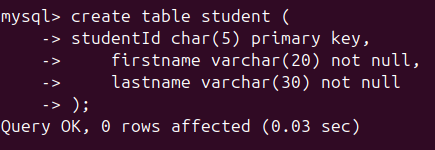 mysql> create table student (
    -> studentId char(5) primary key,
    ->     firstname varchar(20) not null,
    ->     lastname varchar(30) not null
    -> );
Query OK, 0 rows affected (0.03 sec)